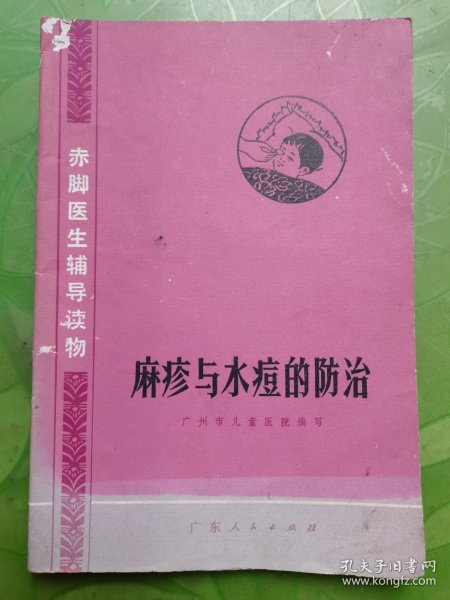 赤脚医生辅导读物
麻疹与水痘的防治
广州市儿童医院编写
广东人民出版社
孔夫子旧书网
www.kongfz.com